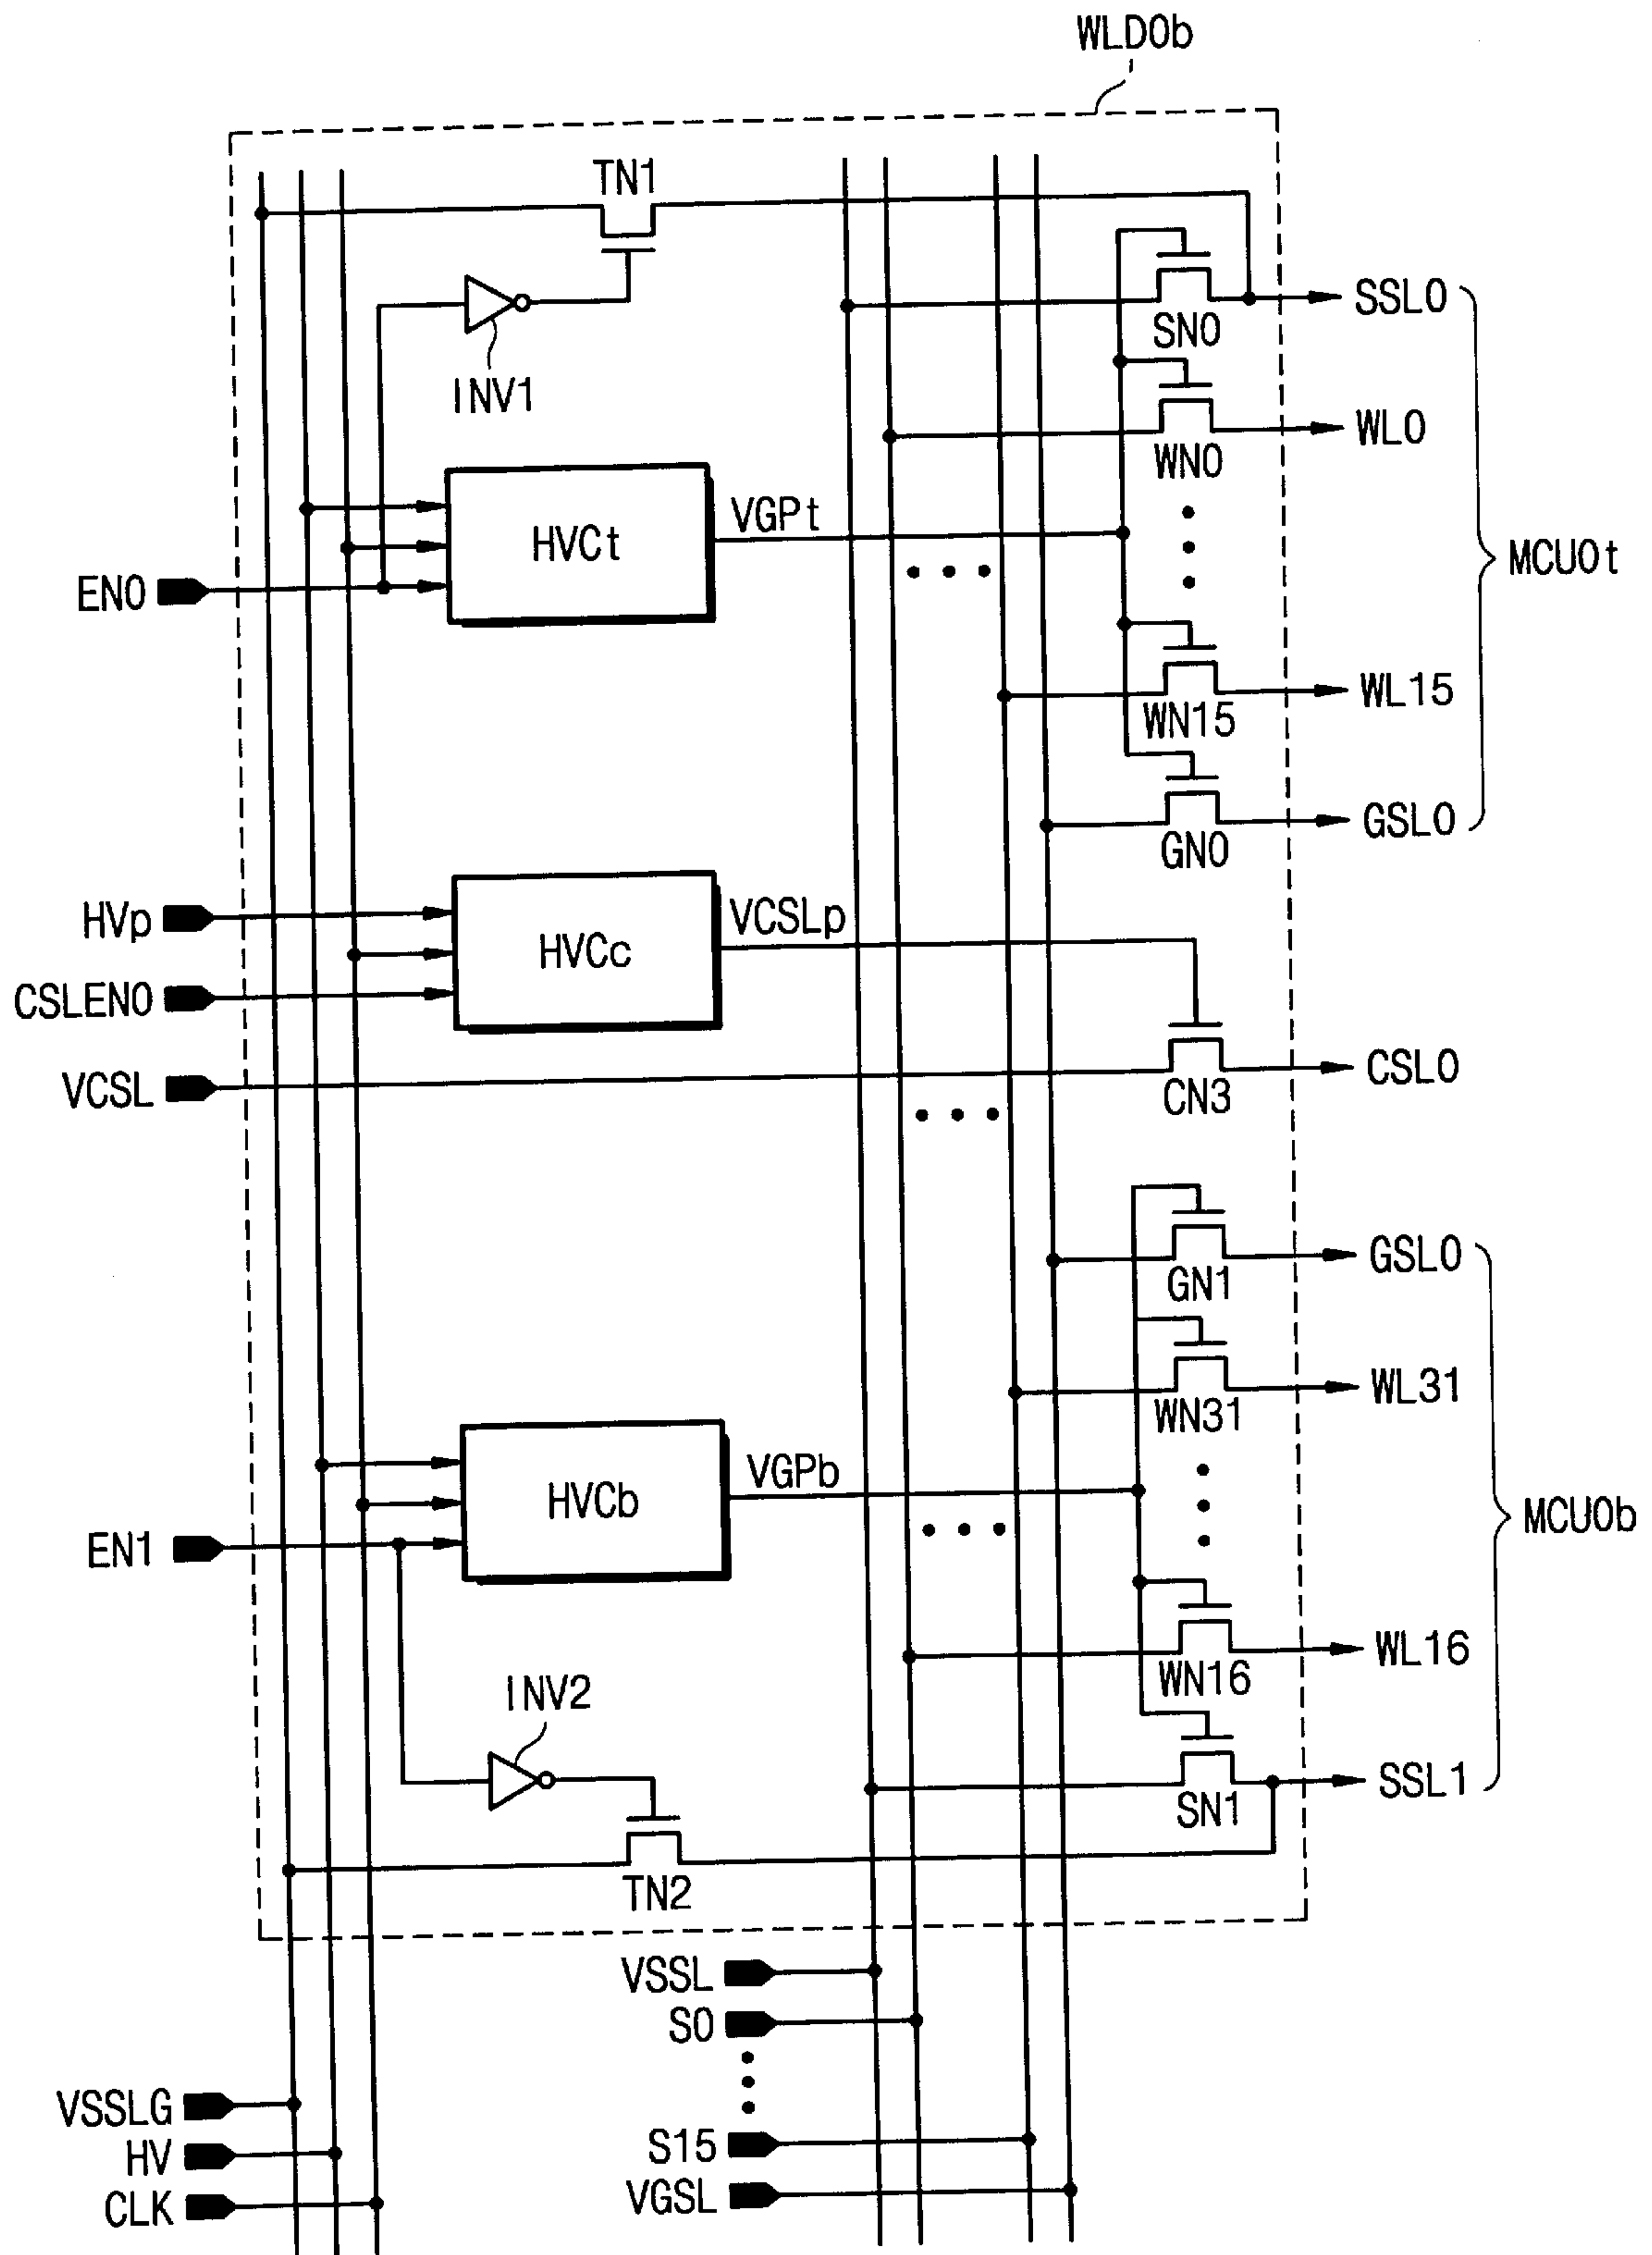 WLD0b
TN1
SSL0
SN0
INV1
WL0
WN0
VGPt
HVCt
MCU0t
EN0
WL15
WN15
GSL0
GN0
HVp
VCSLp
HVCc
CSLEN0
VCSL
CSL0
CN3
GSL0
GN1
WL31
WN31
VGPb
HVCb
MCU0b
EN1
WL16
WN16
INV2
SSL1
SN1
TN2
VSSL
S0
VSSLG
S15
HV
VGSL
CLK